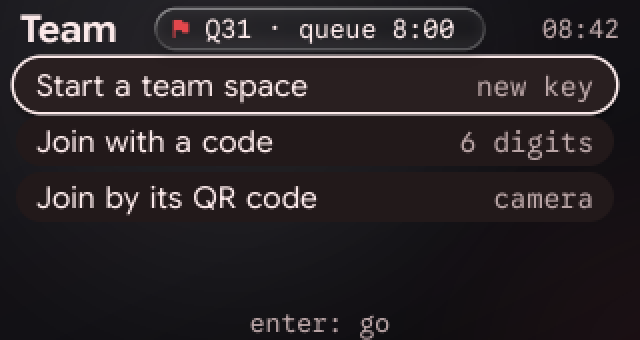 Team Q31 · queue 8:00 08:42
Start a team space new key
Join with a code 6 digits
Join by its QR code camera
enter: go